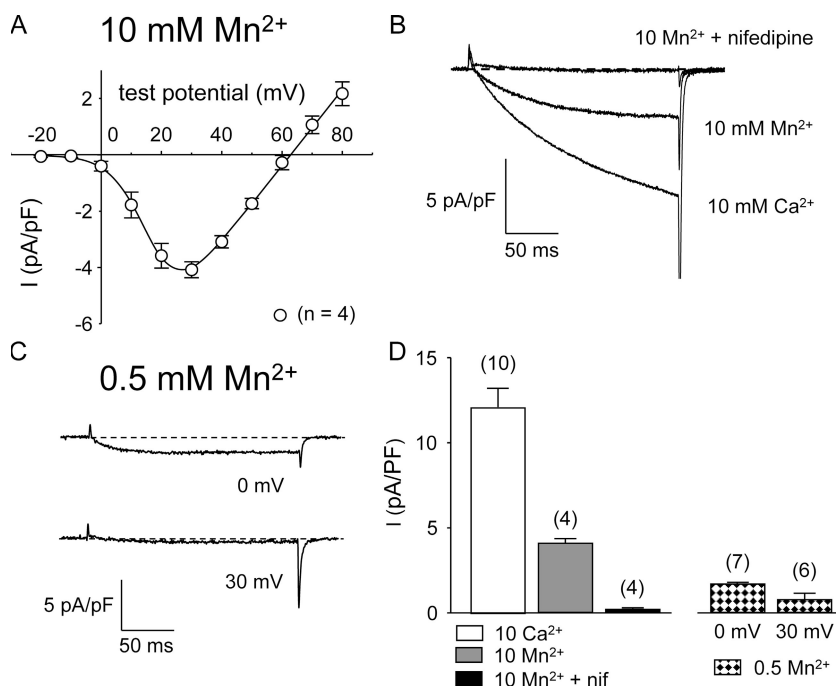 A
10 mM Mn²⁺
test potential (mV)
2
-20 0 20 40 60 80
-2
-4
-6
I (pA/pF)
(n = 4)
B
10 Mn²⁺ + nifedipine
10 mM Mn²⁺
10 mM Ca²⁺
5 pA/pF
50 ms
C
0.5 mM Mn²⁺
0 mV
30 mV
5 pA/pF
50 ms
D
15
10
5
0
I (pA/PF)
(10)
(4)
(4)
(7)
(6)
0 mV 30 mV
10 Ca²⁺
10 Mn²⁺
10 Mn²⁺ + nif
0.5 Mn²⁺